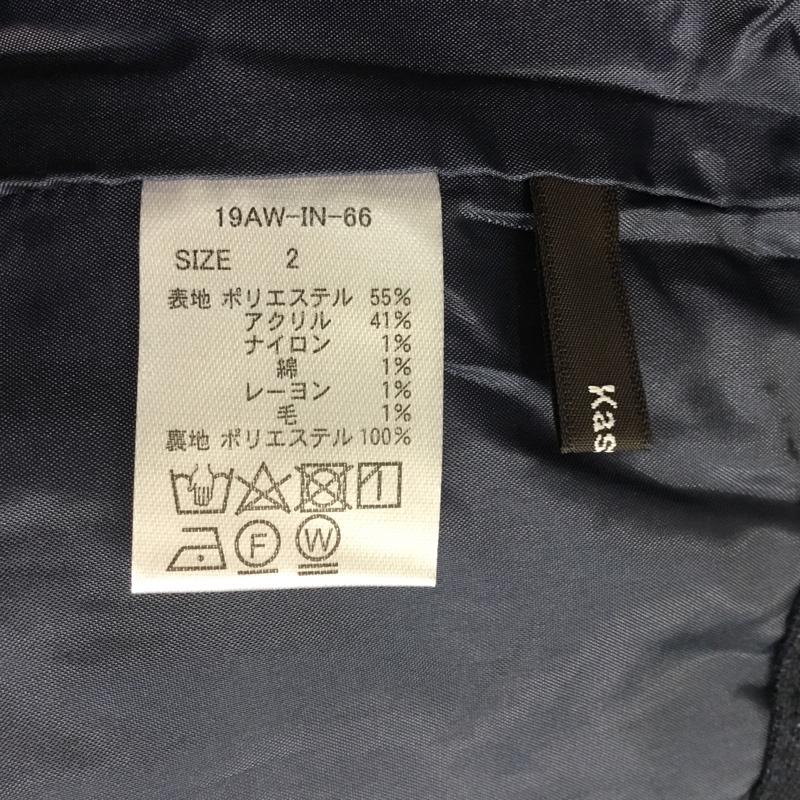 19AW-IN-66
SIZE 2
表地 ポリエステル 55%
アクリル 41%
ナイロン 1%
綿 1%
レーヨン 1%
毛 1%
裏地 ポリエステル 100%
F W
Kas